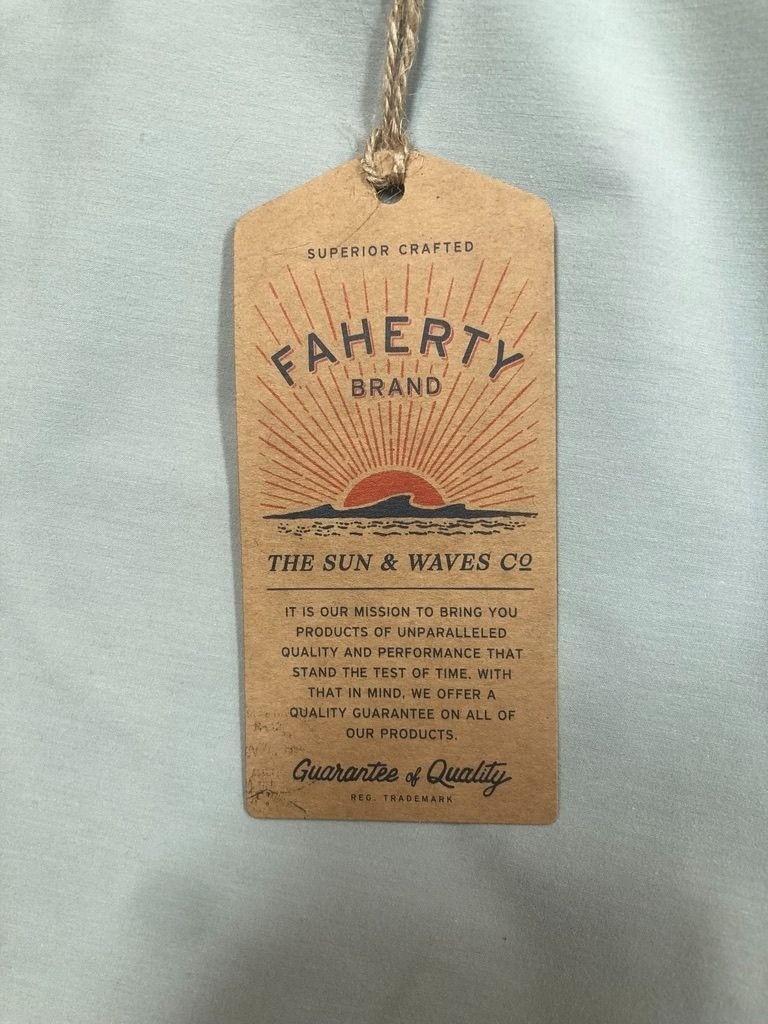 SUPERIOR CRAFTED
FAHERTY
BRAND
THE SUN & WAVES Co
IT IS OUR MISSION TO BRING YOU
PRODUCTS OF UNPARALLELED
QUALITY AND PERFORMANCE THAT
STAND THE TEST OF TIME. WITH
THAT IN MIND, WE OFFER A
QUALITY GUARANTEE ON ALL OF
OUR PRODUCTS.
Guarantee of Quality
REG. TRADEMARK